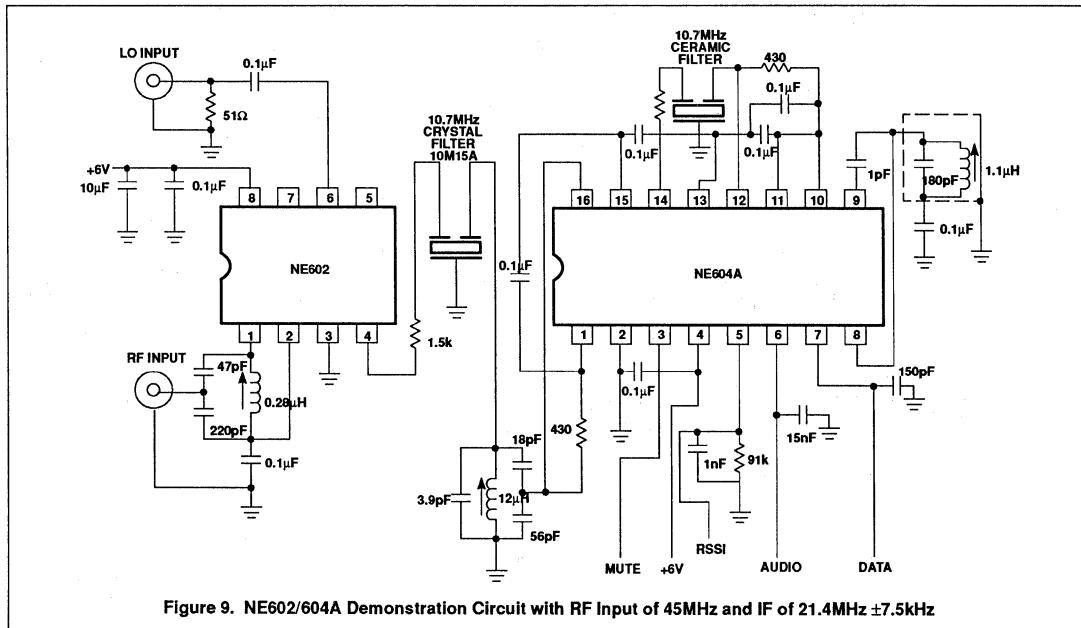 LO INPUT
0.1µF
51Ω
+6V
10µF
0.1µF
8
7
6
5
NE602
1
2
3
4
RF INPUT
47pF
0.28µH
220pF
0.1µF
10.7MHz
CRYSTAL
FILTER
10M15A
1.5k
3.9pF
12µH
18pF
56pF
430
0.1µF
10.7MHz
CERAMIC
FILTER
430
0.1µF
0.1µF
0.1µF
1pF
180pF
1.1µH
0.1µF
16
15
14
13
12
11
10
9
NE604A
1
2
3
4
5
6
7
8
0.1µF
1nF
91k
15nF
150pF
MUTE
+6V
RSSI
AUDIO
DATA
Figure 9. NE602/604A Demonstration Circuit with RF Input of 45MHz and IF of 21.4MHz ±7.5kHz